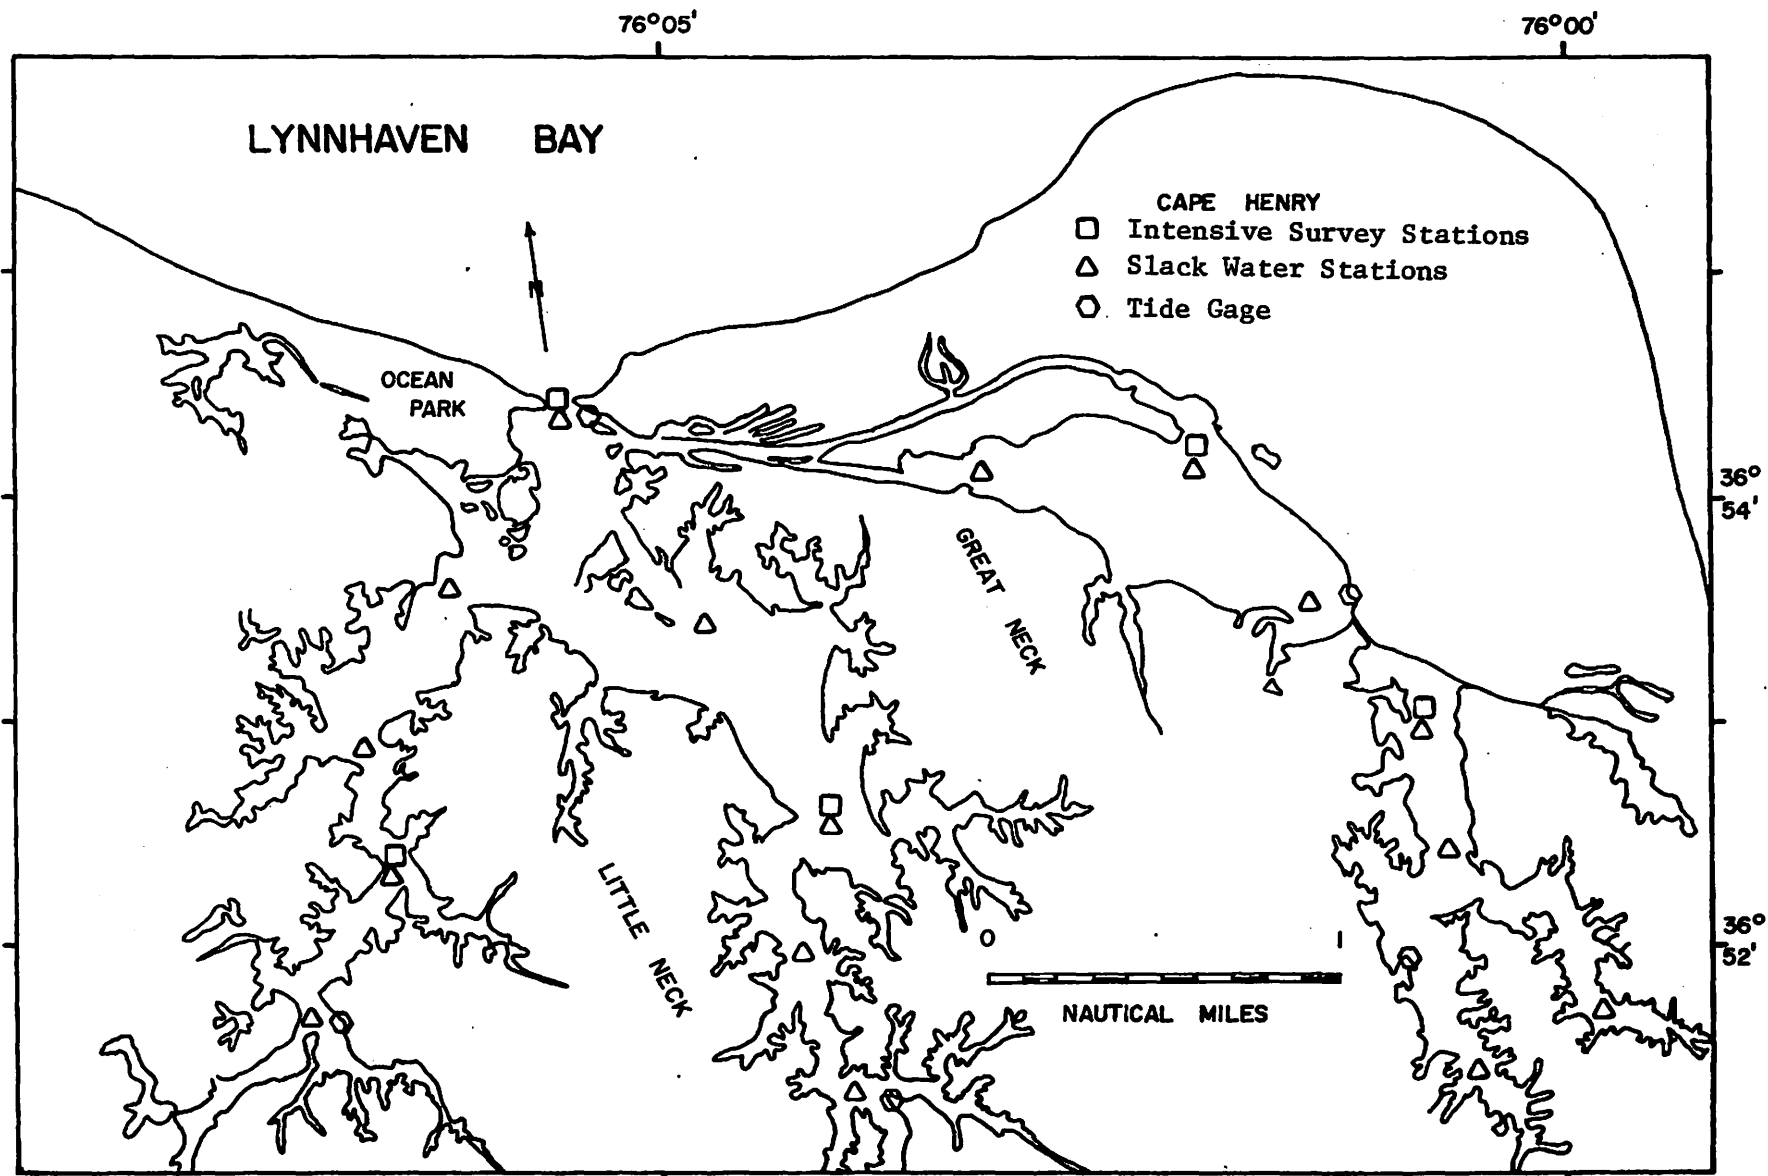 76°05'
76°00'
LYNNHAVEN BAY
CAPE HENRY
Intensive Survey Stations
Slack Water Stations
Tide Gage
N
OCEAN
PARK
36°
54'
GREAT NECK
LITTLE NECK
0 1
NAUTICAL MILES
36°
52'